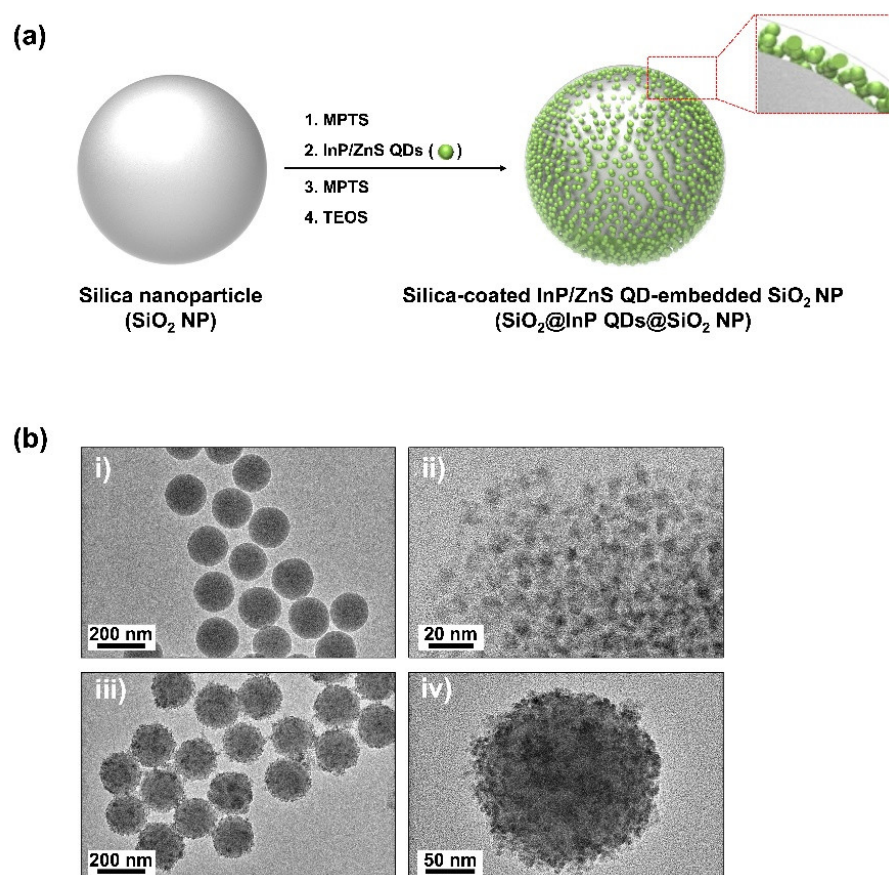 (a)
1. MPTS
2. InP/ZnS QDs ( )
3. MPTS
4. TEOS
Silica nanoparticle
(SiO₂ NP)
Silica-coated InP/ZnS QD-embedded SiO₂ NP
(SiO₂@InP QDs@SiO₂ NP)
(b)
i)
200 nm
ii)
20 nm
iii)
200 nm
iv)
50 nm